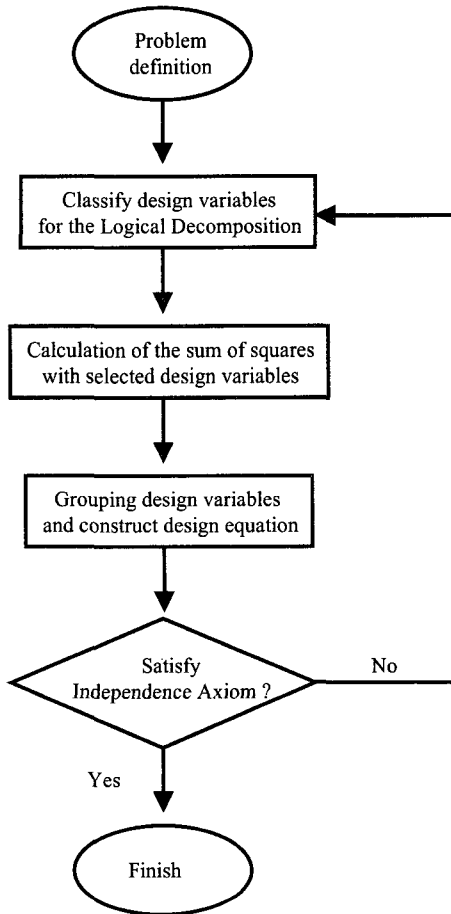 Problem
definition
Classify design variables
for the Logical Decomposition
Calculation of the sum of squares
with selected design variables
Grouping design variables
and construct design equation
Satisfy
Independence Axiom ?
No
Yes
Finish